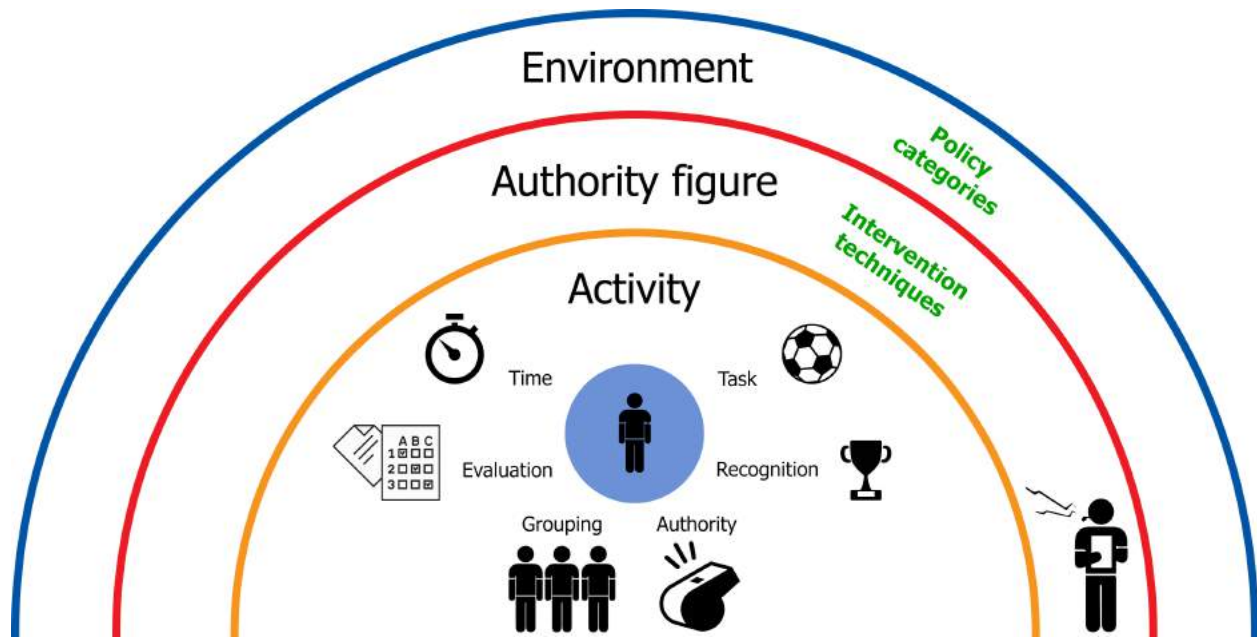 Environment
Policy
categories
Authority figure
Intervention
techniques
Activity
Time
Task
A B C
1
2
3
Evaluation
Recognition
Grouping
Authority